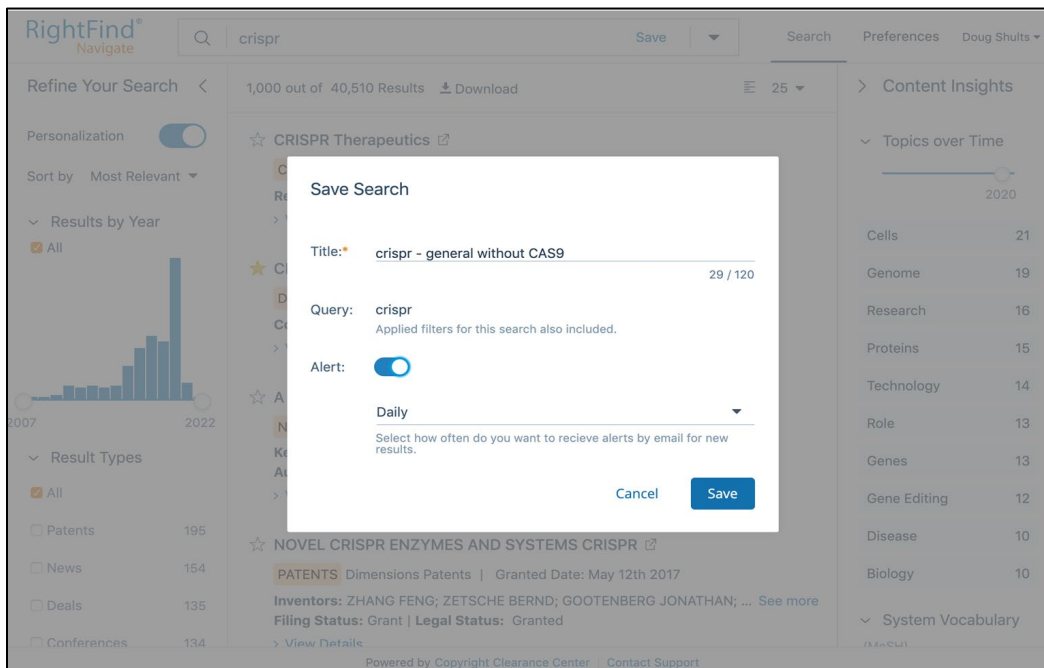 RightFind®
Navigate
crispr
Save
Search
Preferences
Doug Shults
Refine Your Search
1,000 out of 40,510 Results Download
25
Content Insights
Personalization
Sort by Most Relevant
Results by Year
All
2007
2022
Result Types
All
Patents 195
News 154
Deals 135
Conferences 134
CRISPR Therapeutics
Save Search
Title:* crispr - general without CAS9
29 / 120
Query: crispr
Applied filters for this search also included.
Alert:
Daily
Select how often do you want to recieve alerts by email for new
results.
Cancel
Save
NOVEL CRISPR ENZYMES AND SYSTEMS CRISPR
PATENTS Dimensions Patents | Granted Date: May 12th 2017
Inventors: ZHANG FENG; ZETSCHE BERND; GOOTENBERG JONATHAN; ... See more
Filing Status: Grant | Legal Status: Granted
View Details
Topics over Time
2020
Cells 21
Genome 19
Research 16
Proteins 15
Technology 14
Role 13
Genes 13
Gene Editing 12
Disease 10
Biology 10
System Vocabulary
(MeSH)
Powered by Copyright Clearance Center | Contact Support